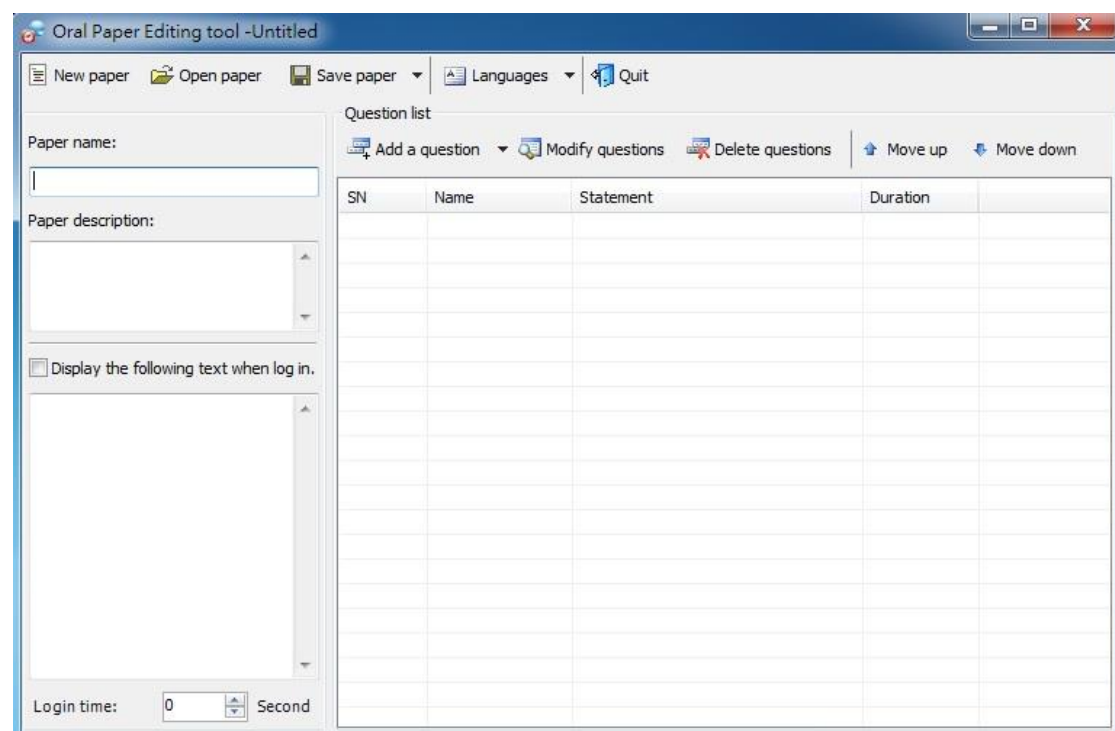 Oral Paper Editing tool -Untitled
New paper Open paper Save paper Languages Quit
Question list
Paper name:
Add a question Modify questions Delete questions Move up Move down
SN Name Statement Duration
Paper description:
Display the following text when log in.
Login time: 0 Second